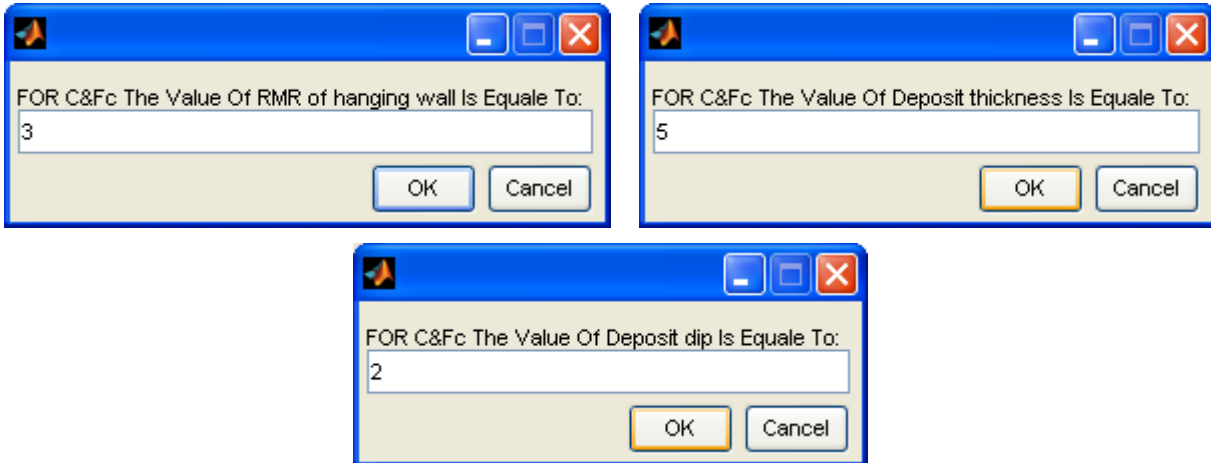 FOR C&Fc The Value Of RMR of hanging wall Is Equale To:
3
OK Cancel
FOR C&Fc The Value Of Deposit thickness Is Equale To:
5
OK Cancel
FOR C&Fc The Value Of Deposit dip Is Equale To:
2
OK Cancel